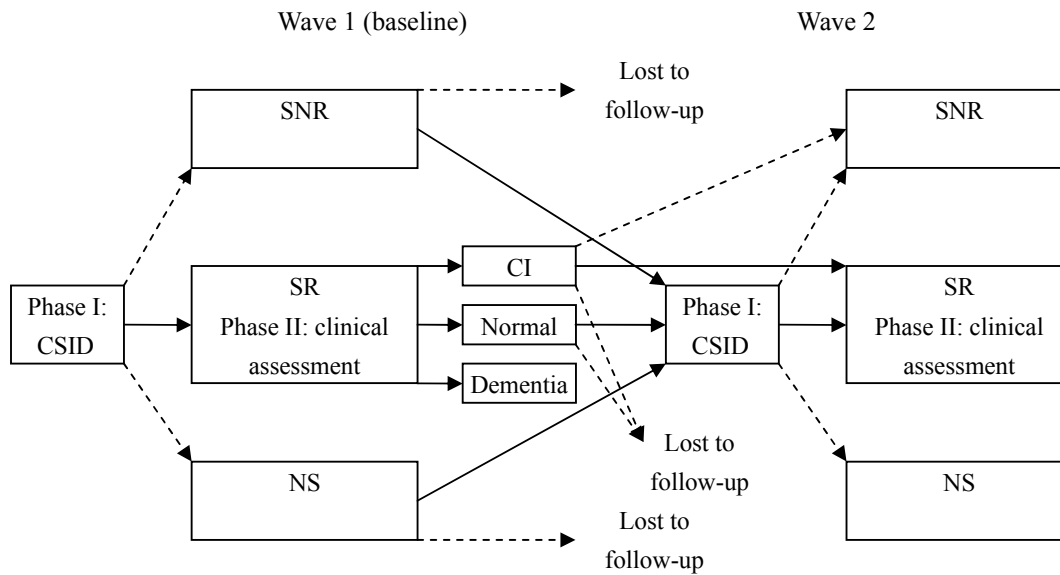 Wave 1 (baseline)
Wave 2
SNR
Lost to
follow-up
SNR
Phase I:
CSID
SR
Phase II: clinical
assessment
CI
Normal
Dementia
Phase I:
CSID
SR
Phase II: clinical
assessment
Lost to
follow-up
NS
Lost to
follow-up
NS